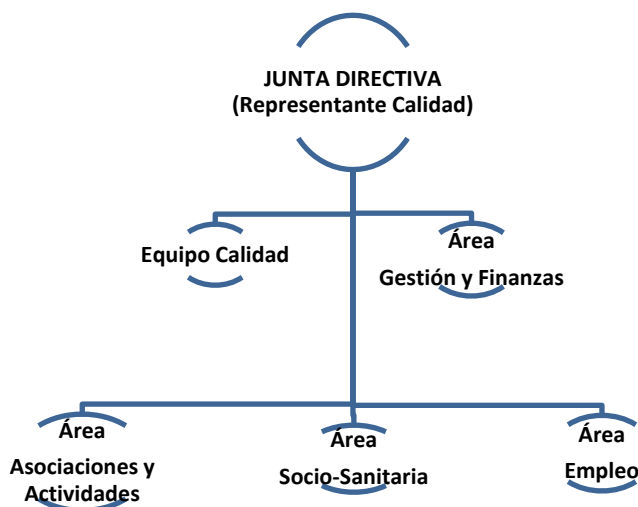 JUNTA DIRECTIVA
(Representante Calidad)
Equipo Calidad
Área
Gestión y Finanzas
Área
Asociaciones y
Actividades
Área
Socio-Sanitaria
Área
Empleo